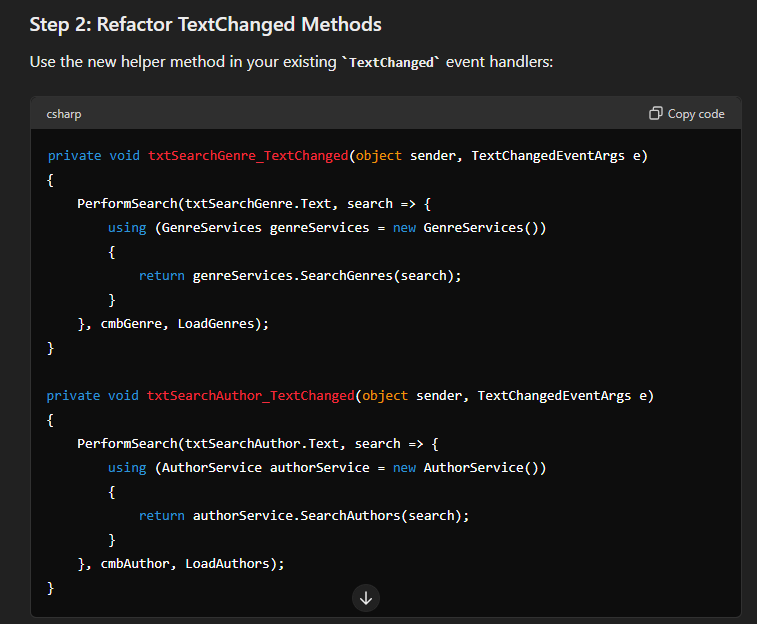 Step 2: Refactor TextChanged Methods
Use the new helper method in your existing `TextChanged` event handlers:
csharp
Copy code
private void txtSearchGenre_TextChanged(object sender, TextChangedEventArgs e)
{
    PerformSearch(txtSearchGenre.Text, search => {
        using (GenreServices genreServices = new GenreServices())
        {
            return genreServices.SearchGenres(search);
        }
    }, cmbGenre, LoadGenres);
}

private void txtSearchAuthor_TextChanged(object sender, TextChangedEventArgs e)
{
    PerformSearch(txtSearchAuthor.Text, search => {
        using (AuthorService authorService = new AuthorService())
        {
            return authorService.SearchAuthors(search);
        }
    }, cmbAuthor, LoadAuthors);
}